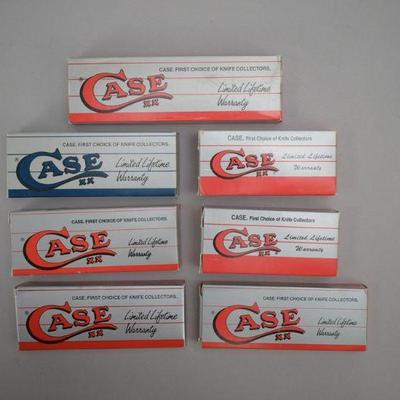 CASE. FIRST CHOICE OF KNIFE COLLECTORS.
® CASE XX
Limited Lifetime
Warranty
CASE. FIRST CHOICE OF KNIFE COLLECTORS.
® CASE XX
Limited Lifetime
Warranty
CASE. First Choice of Knife Collectors
CASE XX
Limited Lifetime
Warranty
CASE. FIRST CHOICE OF KNIFE COLLECTORS.
® CASE XX
Limited Lifetime
Warranty
CASE. First Choice of Knife Collectors
CASE XX
Limited Lifetime
Warranty
CASE. FIRST CHOICE OF KNIFE COLLECTORS.
® CASE XX
Limited Lifetime
Warranty
CASE. FIRST CHOICE OF KNIFE COLLECTORS.
® CASE XX
Limited Lifetime
Warranty